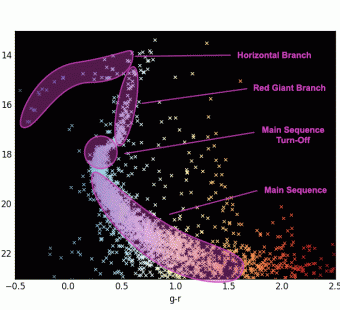 14
Horizontal Branch
16
Red Giant Branch
Main Sequence
Turn-Off
18
Main Sequence
20
22
−0.5 0.0 0.5 1.0 1.5 2.0 2.5
g-r